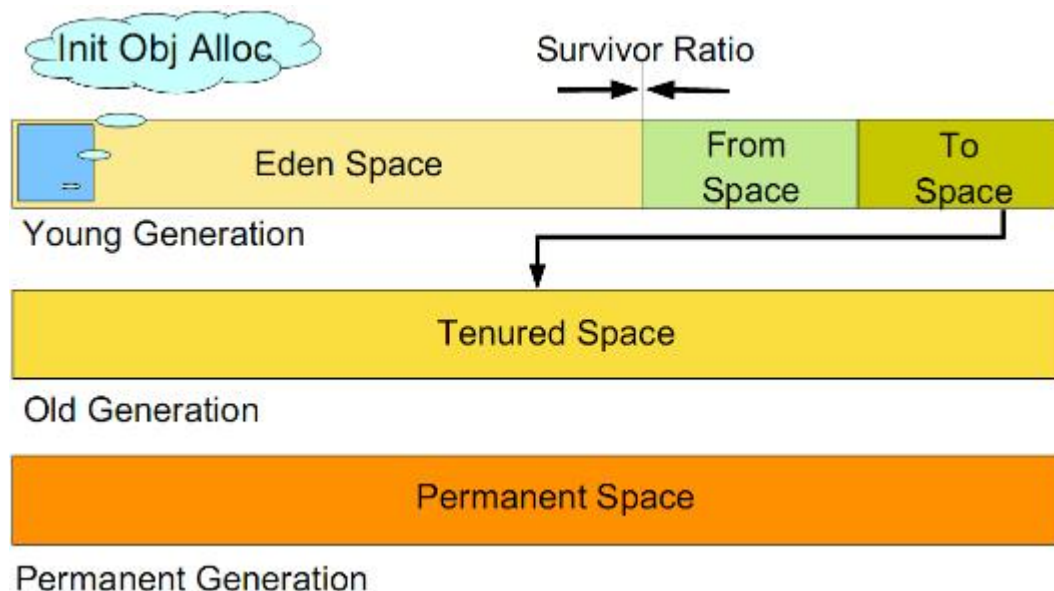 Init Obj Alloc
Survivor Ratio
Eden Space
From
Space
To
Space
Young Generation
Tenured Space
Old Generation
Permanent Space
Permanent Generation